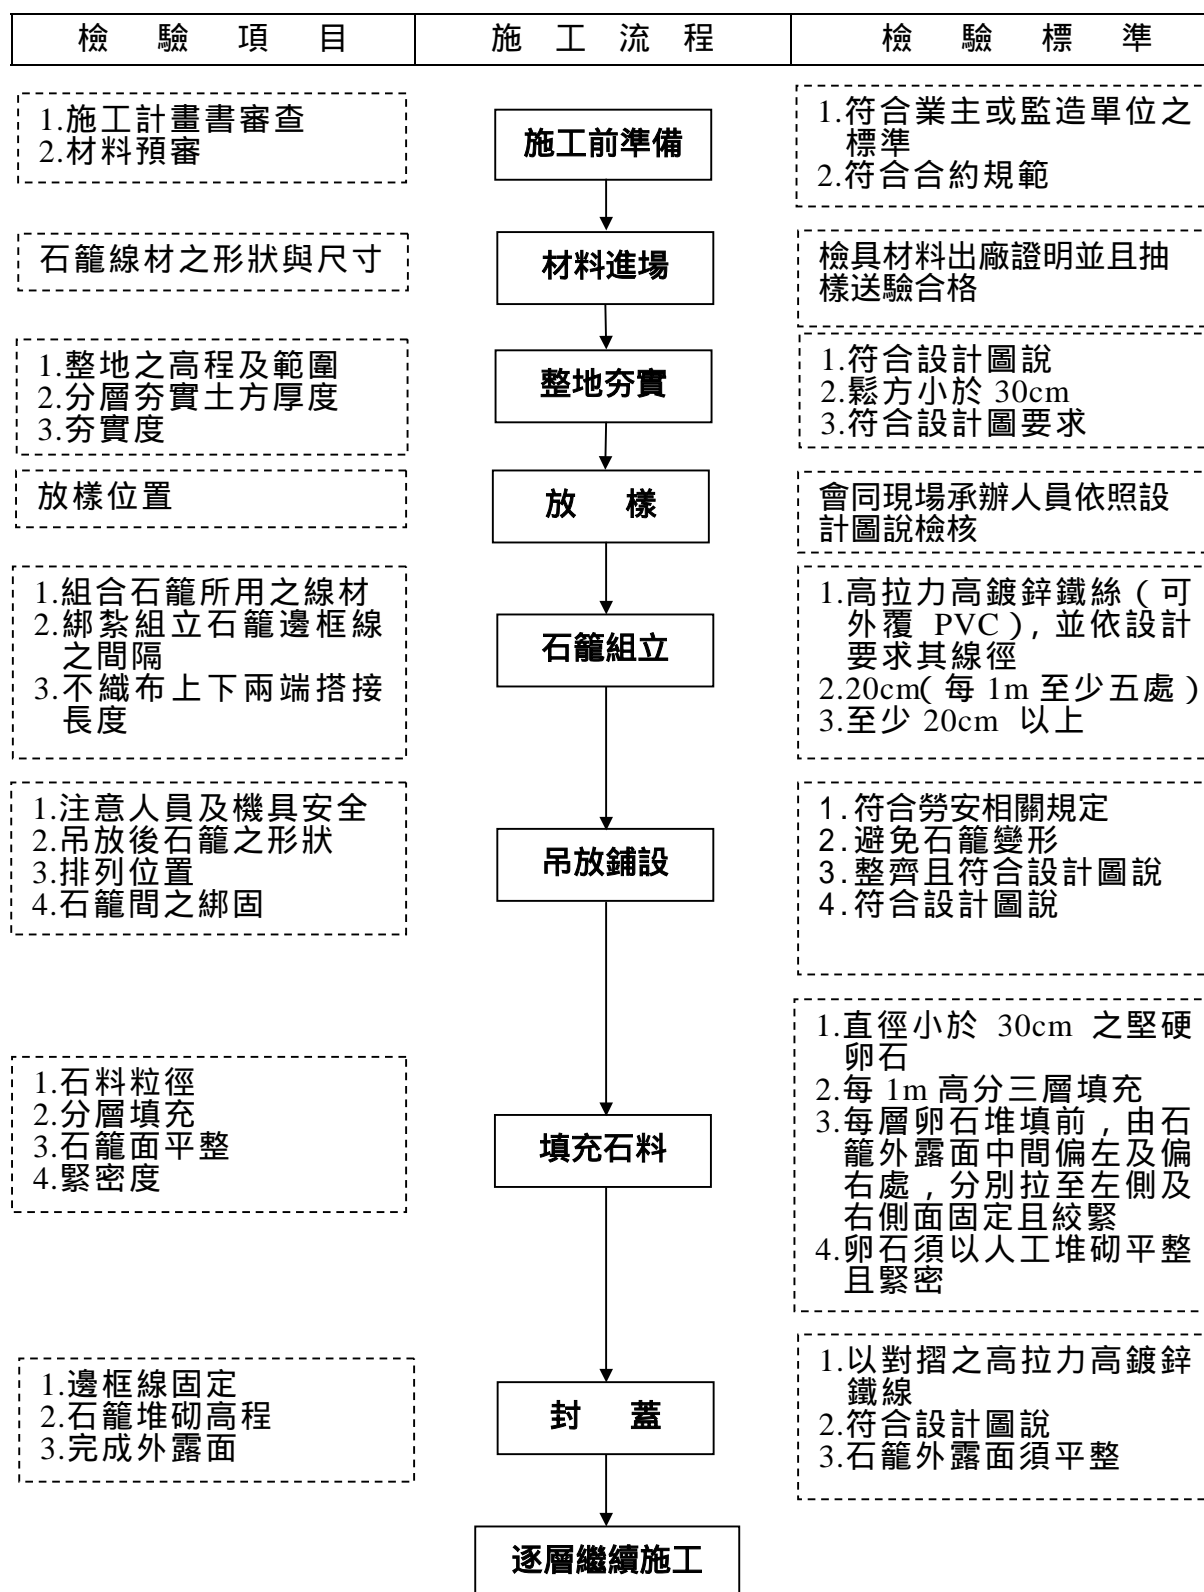 檢驗項目
施工流程
檢驗標準
1.施工計畫書審查
2.材料預審
施工前準備
1.符合業主或監造單位之
標準
2.符合合約規範
石籠線材之形狀與尺寸
材料進場
檢具材料出廠證明並且抽
樣送驗合格
1.整地之高程及範圍
2.分層夯實土方厚度
3.夯實度
整地夯實
1.符合設計圖說
2.鬆方小於 30cm
3.符合設計圖要求
放樣位置
放樣
會同現場承辦人員依照設
計圖說檢核
1.組合石籠所用之線材
2.綁紮組立石籠邊框線
之間隔
3.不織布上下兩端搭接
長度
石籠組立
1.高拉力高鍍鋅鐵絲（可
外覆 PVC），並依設計
要求其線徑
2.20cm（每 1m 至少五處）
3.至少 20cm 以上
1.注意人員及機具安全
2.吊放後石籠之形狀
3.排列位置
4.石籠間之綁固
吊放鋪設
1.符合勞安相關規定
2.避免石籠變形
3.整齊且符合設計圖說
4.符合設計圖說
1.石料粒徑
2.分層填充
3.石籠面平整
4.緊密度
填充石料
1.直徑小於 30cm 之堅硬
卵石
2.每 1m 高分三層填充
3.每層卵石堆填前，由石
籠外露面中間偏左及偏
右處，分別拉至左側及
右側面固定且絞緊
4.卵石須以人工堆砌平整
且緊密
1.邊框線固定
2.石籠堆砌高程
3.完成外露面
封蓋
1.以對摺之高拉力高鍍鋅
鐵線
2.符合設計圖說
3.石籠外露面須平整
逐層繼續施工